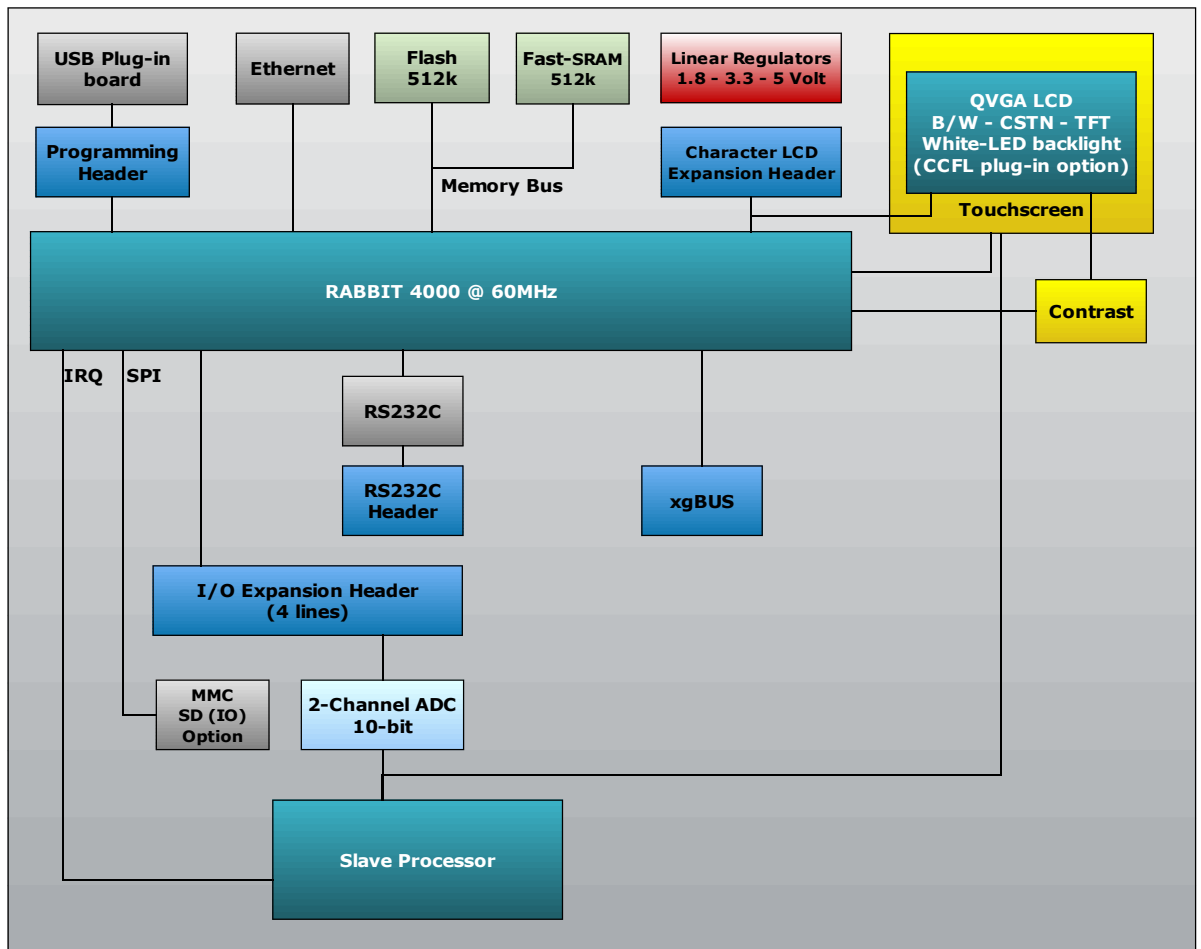 USB Plug-in
board
Ethernet
Flash
512k
Fast-SRAM
512k
Linear Regulators
1.8 - 3.3 - 5 Volt
QVGA LCD
B/W - CSTN - TFT
White-LED backlight
(CCFL plug-in option)
Programming
Header
Memory Bus
Character LCD
Expansion Header
Touchscreen
RABBIT 4000 @ 60MHz
Contrast
IRQ
SPI
RS232C
RS232C
Header
xgBUS
I/O Expansion Header
(4 lines)
MMC
SD (IO)
Option
2-Channel ADC
10-bit
Slave Processor